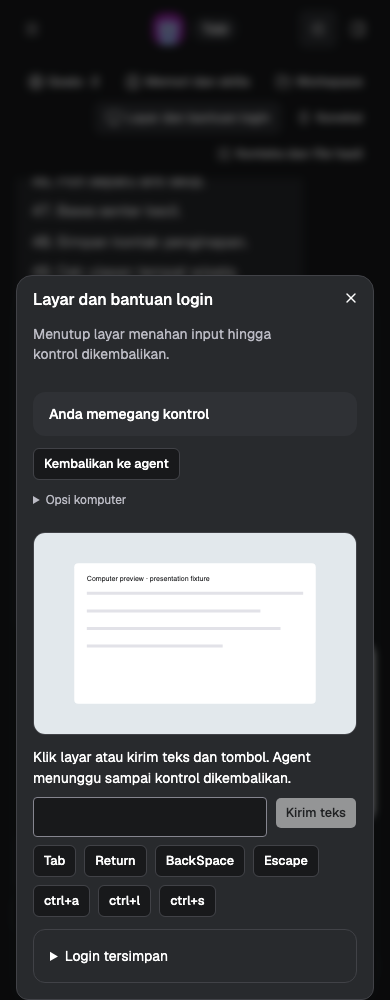 Layar dan bantuan login
Menutup layar menahan input hingga
kontrol dikembalikan.
Anda memegang kontrol
Kembalikan ke agent
Opsi komputer
Computer preview - presentation fixture
Klik layar atau kirim teks dan tombol. Agent
menunggu sampai kontrol dikembalikan.
Kirim teks
Tab
Return
BackSpace
Escape
ctrl+a
ctrl+l
ctrl+s
Login tersimpan